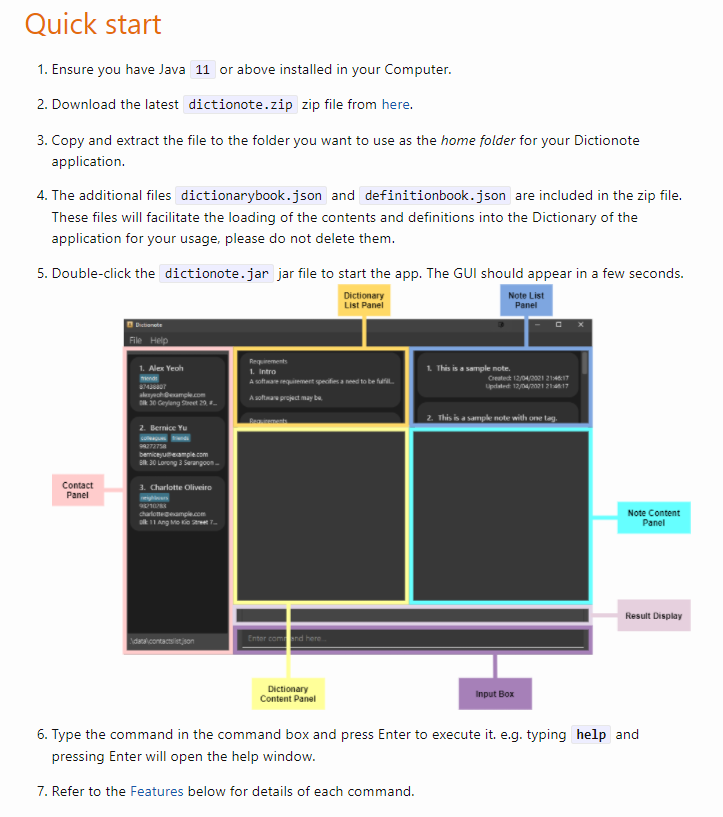 Quick start
1. Ensure you have Java 11 or above installed in your Computer.
2. Download the latest dictionote.zip zip file from here.
3. Copy and extract the file to the folder you want to use as the home folder for your Dictionote
application.
4. The additional files dictionarybook.json and definitionbook.json are included in the zip file.
These files will facilitate the loading of the contents and definitions into the Dictionary of the
application for your usage, please do not delete them.
5. Double-click the dictionote.jar jar file to start the app. The GUI should appear in a few seconds.
Dictionary
List Panel
Note List
Panel
Dictionote
File Help
1. Alex Yeoh
friends
87438807
alexyeoh@example.com
Blk 30 Geylang Street 29, #...
2. Bernice Yu
colleagues friends
99272758
berniceyu@example.com
Blk 30 Lorong 3 Serangoon ...
3. Charlotte Oliveiro
neighbours
93210283
charlotte@example.com
Blk 11 Ang Mo Kio Street 7...
.\data\contactslist.json
Requirements
1. Intro
A software requirement specifies a need to be fulfill...
A software project may be,
Requirements
1. This is a sample note.
Created: 12/04/2021 21:46:17
Updated: 12/04/2021 21:46:17
2. This is a sample note with one tag.
Contact
Panel
Note Content
Panel
Result Display
Enter command here...
Dictionary
Content Panel
Input Box
6. Type the command in the command box and press Enter to execute it. e.g. typing help and
pressing Enter will open the help window.
7. Refer to the Features below for details of each command.